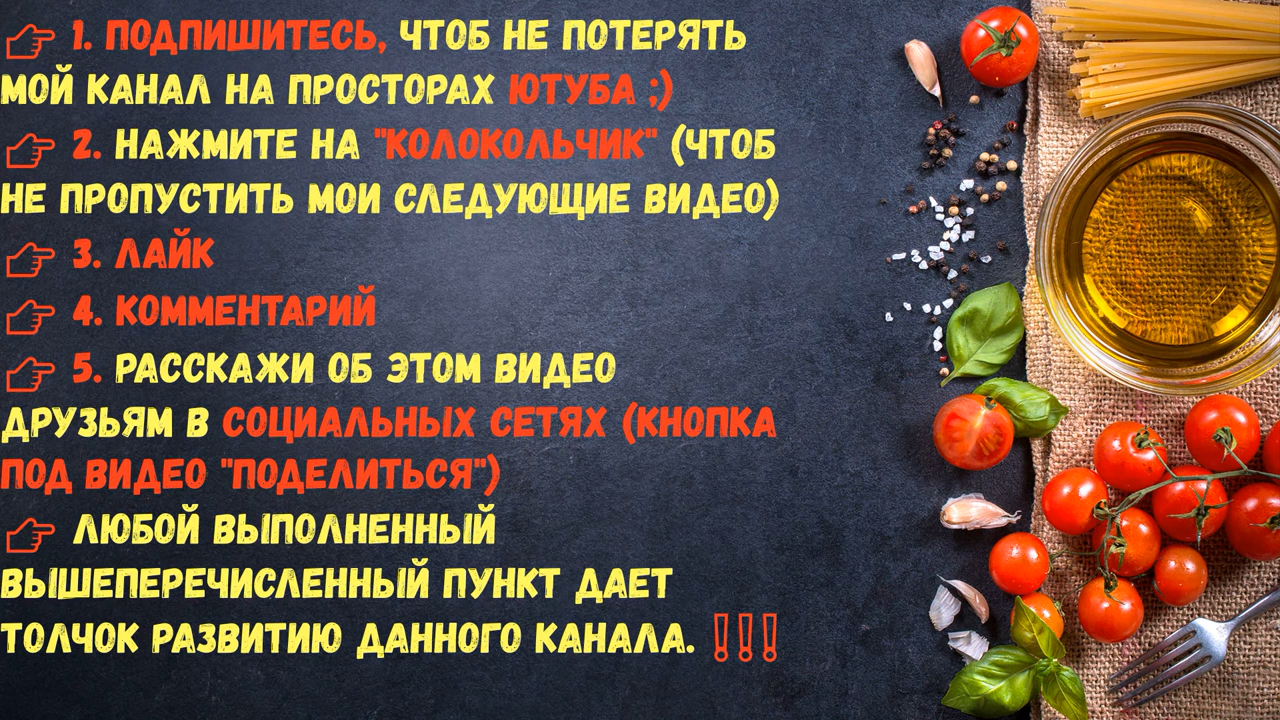 👉 1. ПОДПИШИТЕСЬ, ЧТОБ НЕ ПОТЕРЯТЬ
МОЙ КАНАЛ НА ПРОСТОРАХ ЮТУБА ;)
👉 2. НАЖМИТЕ НА "КОЛОКОЛЬЧИК" (ЧТОБ
НЕ ПРОПУСТИТЬ МОИ СЛЕДУЮЩИЕ ВИДЕО)
👉 3. ЛАЙК
👉 4. КОММЕНТАРИЙ
👉 5. РАССКАЖИ ОБ ЭТОМ ВИДЕО
ДРУЗЬЯМ В СОЦИАЛЬНЫХ СЕТЯХ (КНОПКА
ПОД ВИДЕО "ПОДЕЛИТЬСЯ")
👉 ЛЮБОЙ ВЫПОЛНЕННЫЙ
ВЫШЕПЕРЕЧИСЛЕННЫЙ ПУНКТ ДАЕТ
ТОЛЧОК РАЗВИТИЮ ДАННОГО КАНАЛА. ❗❗❗